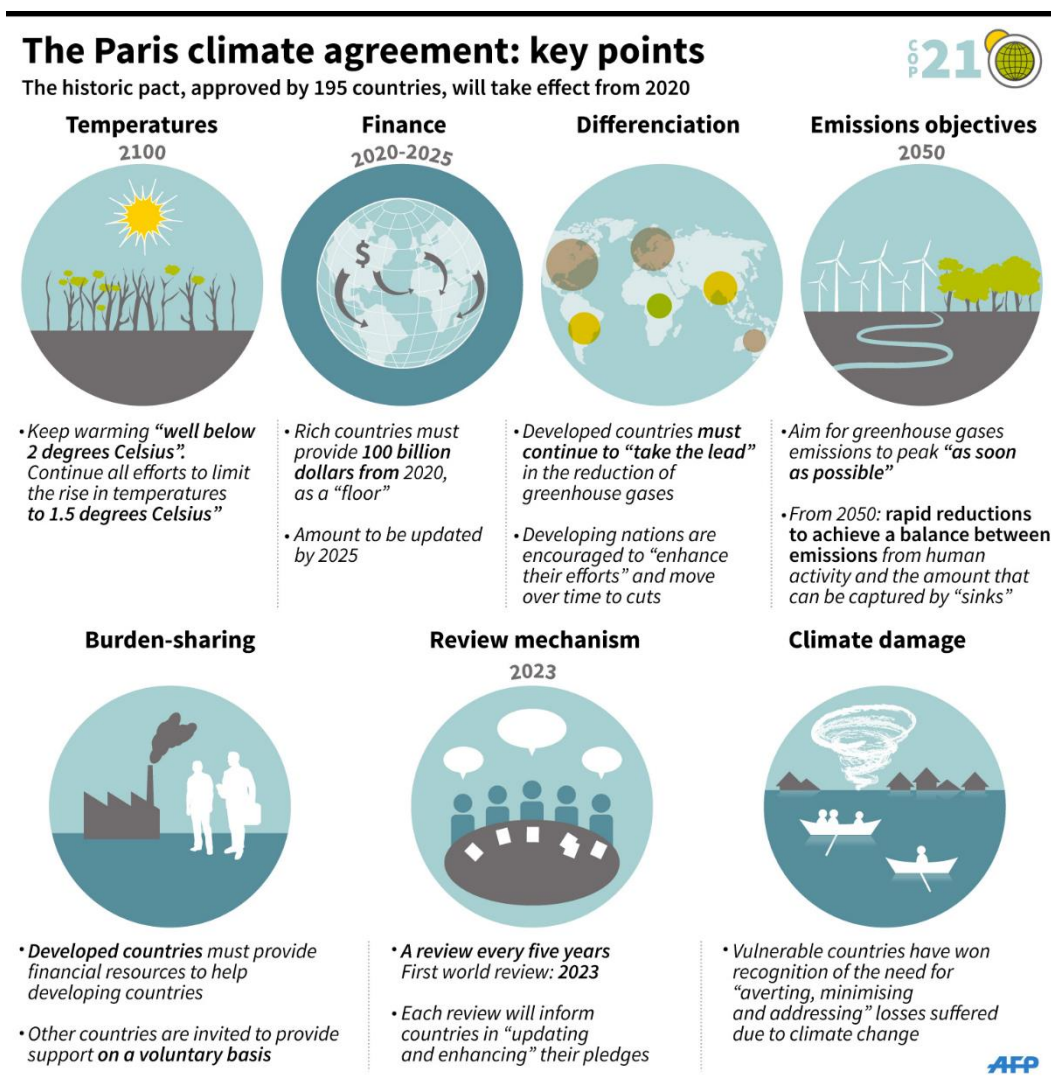 The Paris climate agreement: key points
COP 21
The historic pact, approved by 195 countries, will take effect from 2020
Temperatures
2100
• Keep warming “well below
2 degrees Celsius”.
Continue all efforts to limit
the rise in temperatures
to 1.5 degrees Celsius”
Finance
2020-2025
$
• Rich countries must
provide 100 billion
dollars from 2020,
as a “floor”
• Amount to be updated
by 2025
Differenciation
• Developed countries must
continue to “take the lead”
in the reduction of
greenhouse gases
• Developing nations are
encouraged to “enhance
their efforts” and move
over time to cuts
Emissions objectives
2050
• Aim for greenhouse gases
emissions to peak “as soon
as possible”
• From 2050: rapid reductions
to achieve a balance between
emissions from human
activity and the amount that
can be captured by “sinks”
Burden-sharing
• Developed countries must provide
financial resources to help
developing countries
• Other countries are invited to provide
support on a voluntary basis
Review mechanism
2023
• A review every five years
First world review: 2023
• Each review will inform
countries in “updating
and enhancing” their pledges
Climate damage
• Vulnerable countries have won
recognition of the need for
“averting, minimising
and addressing” losses suffered
due to climate change
AFP